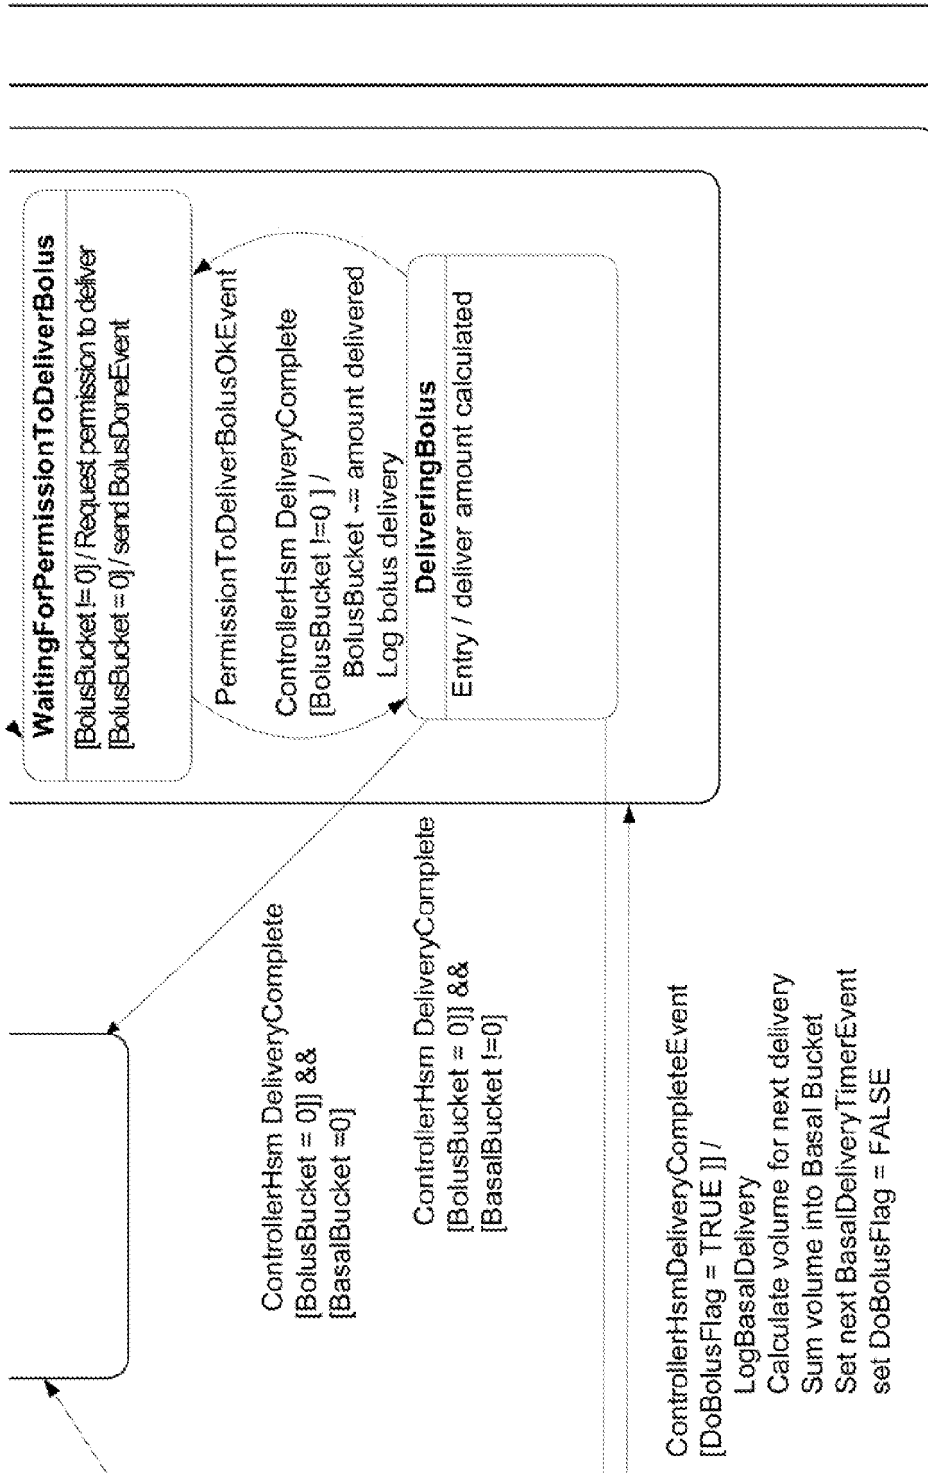 WaitingForPermissionToDeliverBolus
[BolusBucket != 0] / Request permission to deliver
[BolusBucket = 0] / send BolusDoneEvent
PermissionToDeliverBolusOkEvent
ControllerHsm DeliveryComplete
[BolusBucket !=0 ] /
BolusBucket -= amount delivered
Log bolus delivery
DeliveringBolus
Entry / deliver amount calculated
ControllerHsm DeliveryComplete
[BolusBucket = 0]] &&
[BasalBucket =0]
ControllerHsm DeliveryComplete
[BolusBucket = 0]] &&
[BasalBucket !=0]
ControllerHsmDeliveryCompleteEvent
[DoBolusFlag = TRUE ]] /
LogBasalDelivery
Calculate volume for next delivery
Sum volume into Basal Bucket
Set next BasalDeliveryTimerEvent
set DoBolusFlag = FALSE